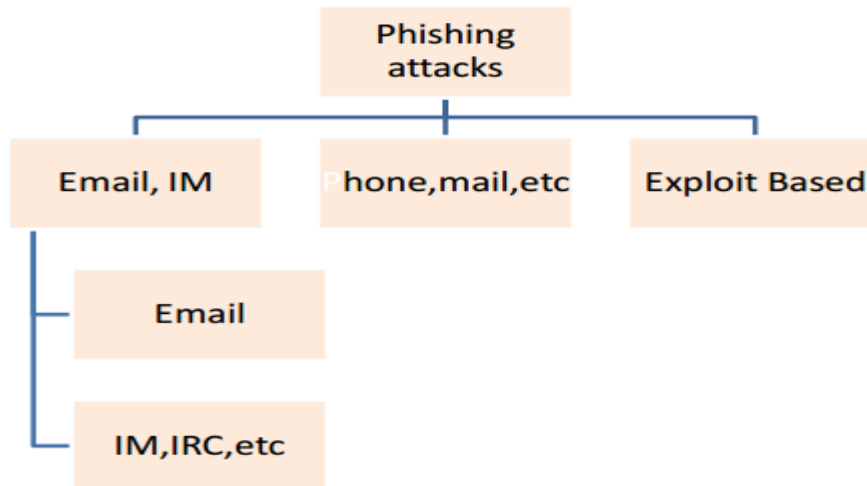 Phishing
attacks
Email, IM
Phone,mail,etc
Exploit Based
Email
IM,IRC,etc